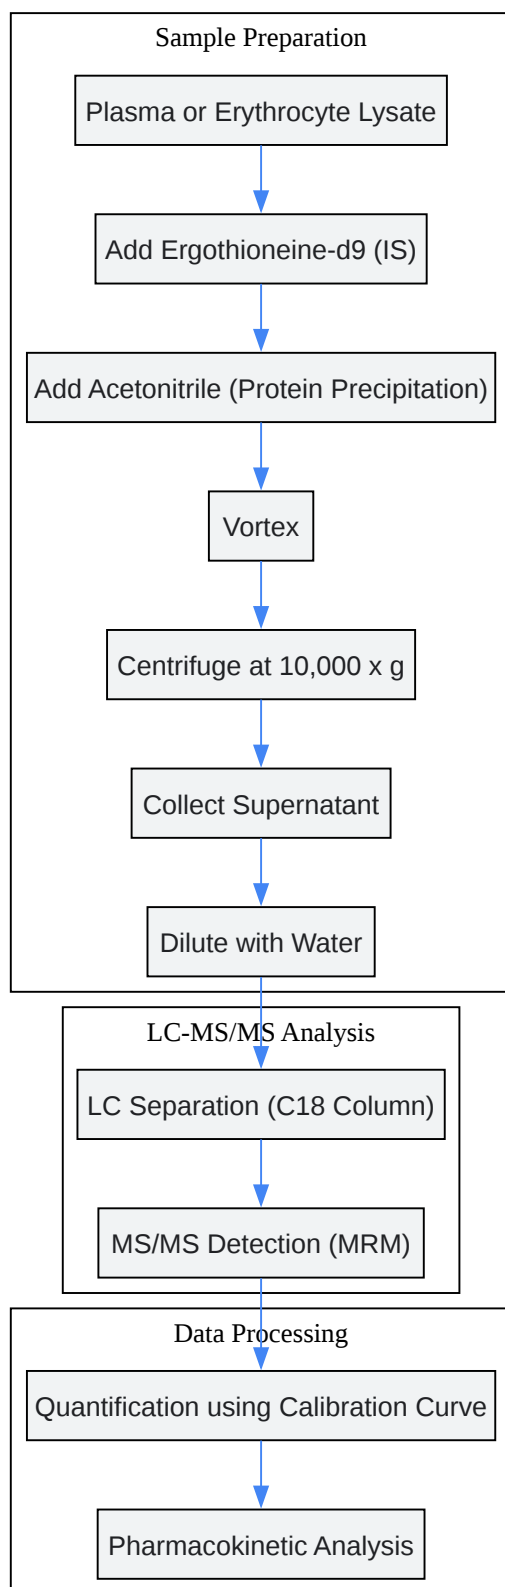 Sample Preparation
Plasma or Erythrocyte Lysate
Add Ergothioneine-d9 (IS)
Add Acetonitrile (Protein Precipitation)
Vortex
Centrifuge at 10,000 x g
Collect Supernatant
Dilute with Water
LC-MS/MS Analysis
LC Separation (C18 Column)
MS/MS Detection (MRM)
Data Processing
Quantification using Calibration Curve
Pharmacokinetic Analysis